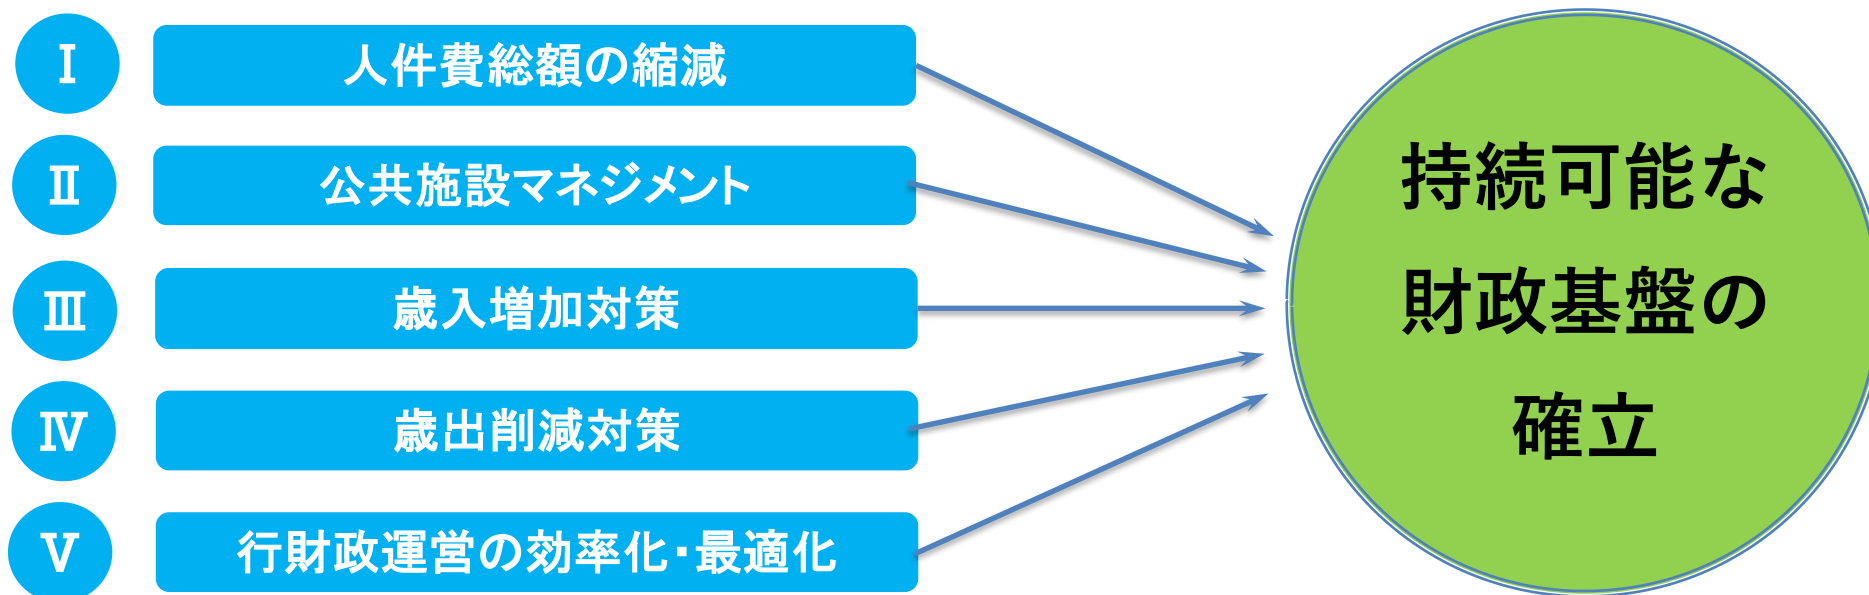 Ⅰ 人件費総額の縮減
Ⅱ 公共施設マネジメント
Ⅲ 歳入増加対策
Ⅳ 歳出削減対策
Ⅴ 行財政運営の効率化・最適化
持続可能な
財政基盤の
確立